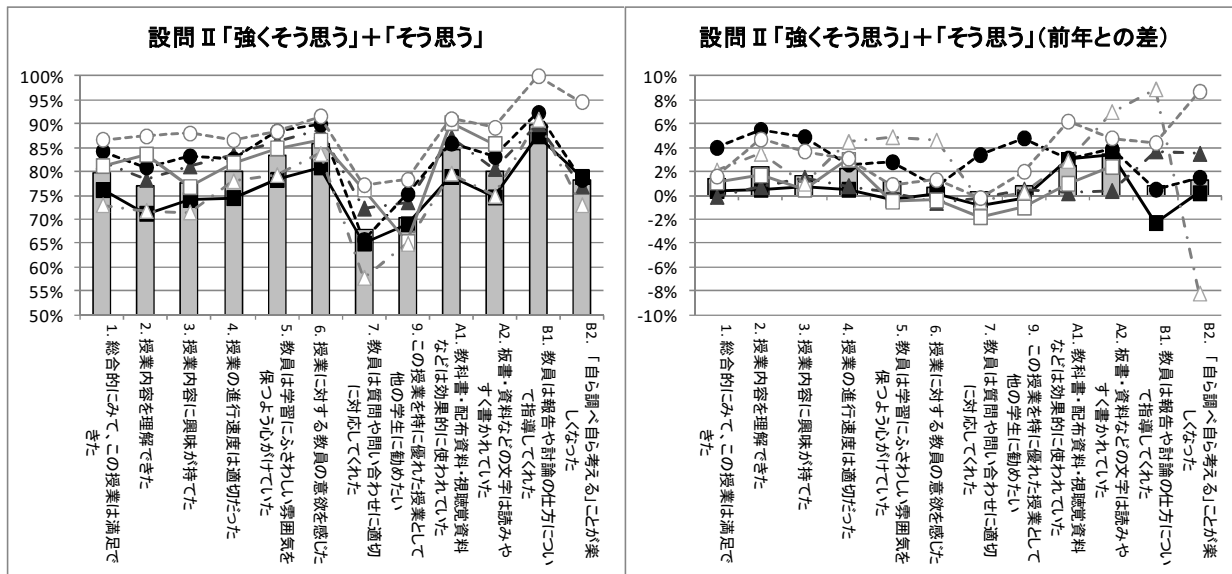 設問Ⅱ「強くそう思う」＋「そう思う」
100%
95%
90%
85%
80%
75%
70%
65%
60%
55%
50%
1. 総合的にみて、この授業は満足で
きた
2. 授業内容を理解できた
3. 授業内容に興味が持てた
4. 授業の進行速度は適切だった
5. 教員は学習にふさわしい雰囲気を
保つよう心がけていた
6. 授業に対する教員の意欲を感じた
7. 教員は質問や問い合わせに適切
に対応してくれた
9. この授業を特に優れた授業として
他の学生に勧めたい
A1. 教科書・配布資料・視聴覚資料
などは効果的に使われていた
A2. 板書・資料などの文字は読みや
すく書かれていた
B1. 教員は報告や討論の仕方につい
て指導してくれた
B2. 「自ら調べ自ら考える」ことが楽
しくなった
設問Ⅱ「強くそう思う」＋「そう思う」（前年との差）
10%
8%
6%
4%
2%
0%
-2%
-4%
-6%
-8%
-10%
1. 総合的にみて、この授業は満足で
きた
2. 授業内容を理解できた
3. 授業内容に興味が持てた
4. 授業の進行速度は適切だった
5. 教員は学習にふさわしい雰囲気を
保つよう心がけていた
6. 授業に対する教員の意欲を感じた
7. 教員は質問や問い合わせに適切
に対応してくれた
9. この授業を特に優れた授業として
他の学生に勧めたい
A1. 教科書・配布資料・視聴覚資料
などは効果的に使われていた
A2. 板書・資料などの文字は読みや
すく書かれていた
B1. 教員は報告や討論の仕方につい
て指導してくれた
B2. 「自ら調べ自ら考える」ことが楽
しくなった